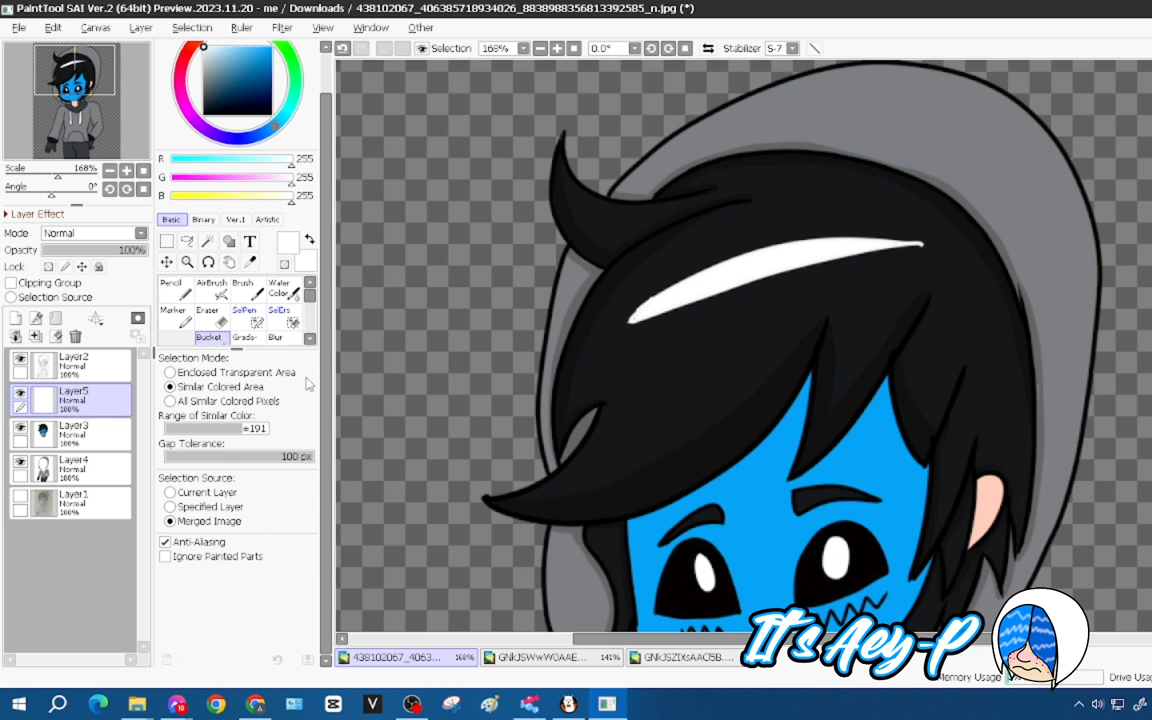 PaintTool SAI Ver.2 (64bit) Preview.2023.11.20 - me / Downloads / 438102067_406385718934026_8838988356813392585_n.jpg (*)
File Edit Canvas Layer Selection Ruler Filter View Window Other
Selection 168% 0.0° Stabilizer S-7
Scale 168%
Angle 0°
Layer Effect
Mode Normal
Opacity 100%
Lock
Clipping Group
Selection Source
Layer2
Normal
100%
Layer5
Normal
100%
Layer3
Normal
100%
Layer4
Normal
100%
Layer1
Normal
100%
R 255
G 255
B 255
Basic Binary Ver.1 Artistic
T
Pencil AirBrush Brush Water Color
Marker Eraser SelPen SelErs
Bucket Grada- Blur
Selection Mode:
Enclosed Transparent Area
Similar Colored Area
All Similar Colored Pixels
Range of Similar Color:
±191
Gap Tolerance:
100 px
Selection Source:
Current Layer
Specified Layer
Merged Image
Anti-Aliasing
Ignore Painted Parts
438102067_4063... 168% GNkJSWwW0AAE... 141%
It's Aey-P
Memory Usage Drive Usa
10
V